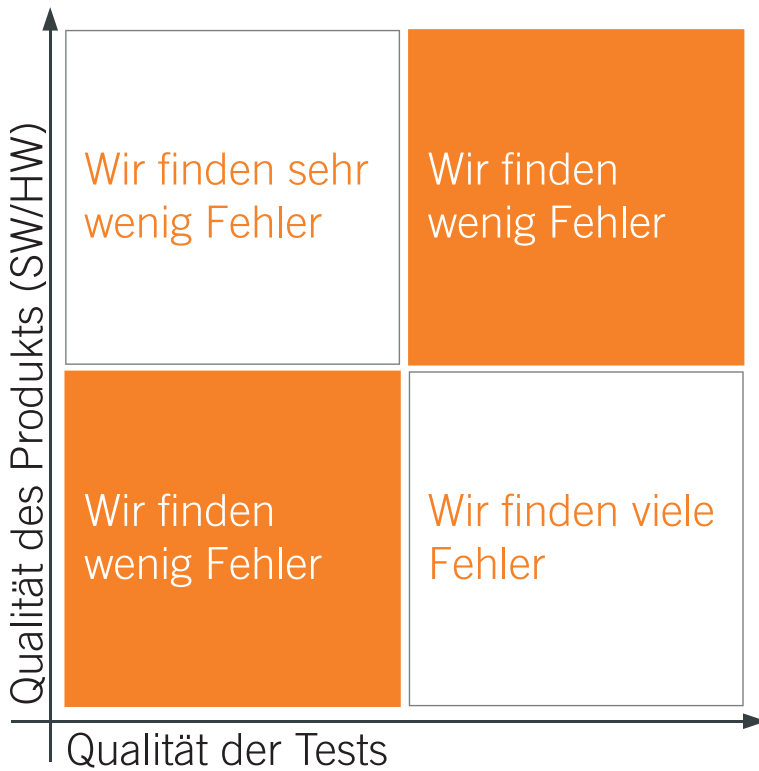 Qualität des Produkts (SW/HW)
Wir finden sehr
wenig Fehler
Wir finden
wenig Fehler
Wir finden
wenig Fehler
Wir finden viele
Fehler
Qualität der Tests